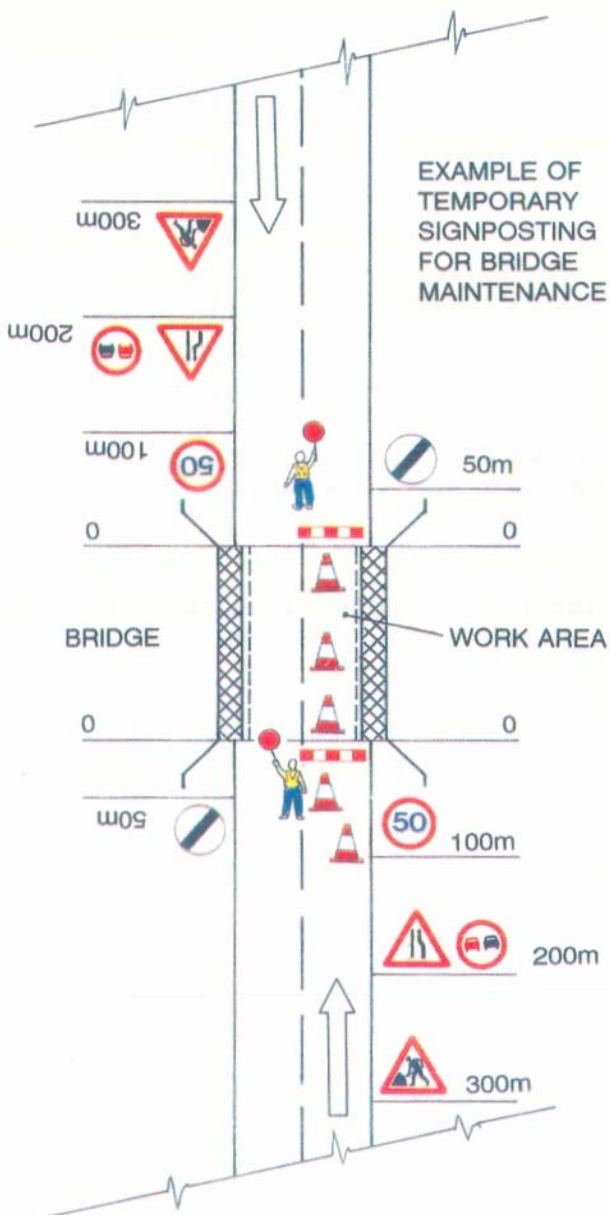 EXAMPLE OF
TEMPORARY
SIGNPOSTING
FOR BRIDGE
MAINTENANCE
300m
200m
100m
50
50m
0
0
BRIDGE
WORK AREA
0
0
50m
50
100m
200m
300m